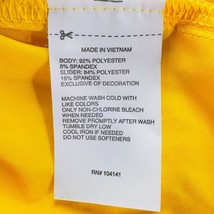 MADE IN VIETNAM
BODY: 92% POLYESTER
8% SPANDEX
SLIDER: 84% POLYESTER
16% SPANDEX
EXCLUSIVE OF DECORATION
MACHINE WASH COLD WITH
LIKE COLORS
ONLY NON-CHLORINE BLEACH
WHEN NEEDED
REMOVE PROMPTLY AFTER WASH
TUMBLE DRY LOW
COOL IRON IF NEEDED
DO NOT USE SOFTENERS
RN# 104141